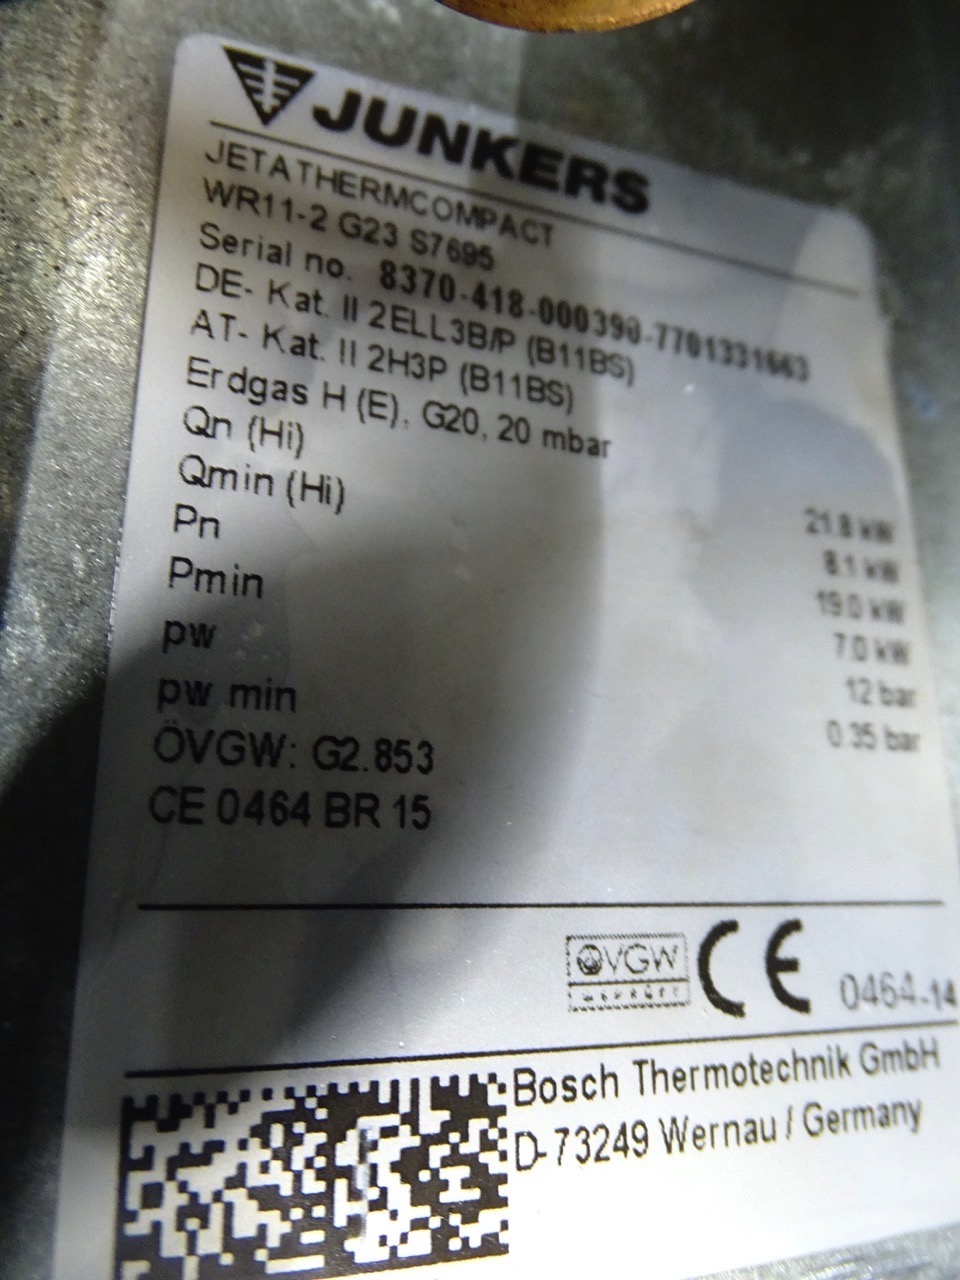 JUNKERS
JETATHERMCOMPACT
WR11-2 G23 S7695
Serial no. 8370-418-000390-7701331663
DE- Kat. II 2ELL3B/P (B11BS)
AT- Kat. II 2H3P (B11BS)
Erdgas H (E), G20, 20 mbar
Qn (Hi) 21.8 kW
Qmin (Hi) 8.1 kW
Pn 19.0 kW
Pmin 7.0 kW
pw 12 bar
pw min 0.35 bar
ÖVGW: G2.853
CE 0464 BR 15
ÖVGW
GEPRÜFT
CE 0464-14
Bosch Thermotechnik GmbH
D-73249 Wernau / Germany